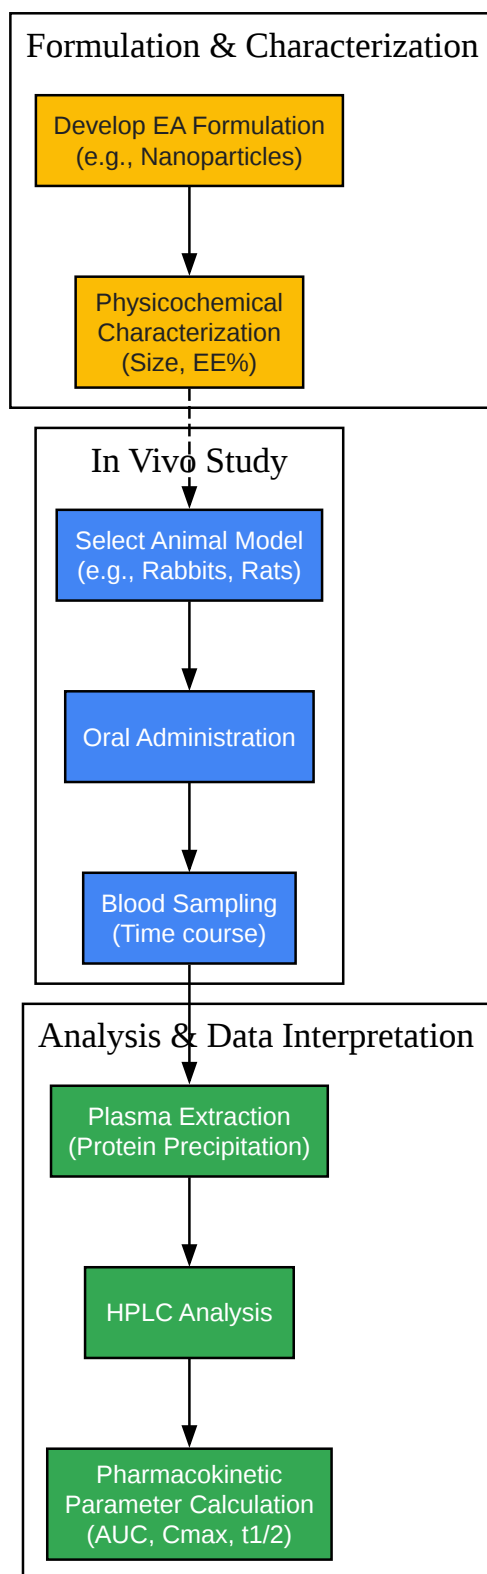 Formulation & Characterization
Develop EA Formulation
(e.g., Nanoparticles)
Physicochemical
Characterization
(Size, EE%)
In Vivo Study
Select Animal Model
(e.g., Rabbits, Rats)
Oral Administration
Blood Sampling
(Time course)
Analysis & Data Interpretation
Plasma Extraction
(Protein Precipitation)
HPLC Analysis
Pharmacokinetic
Parameter Calculation
(AUC, Cmax, t1/2)